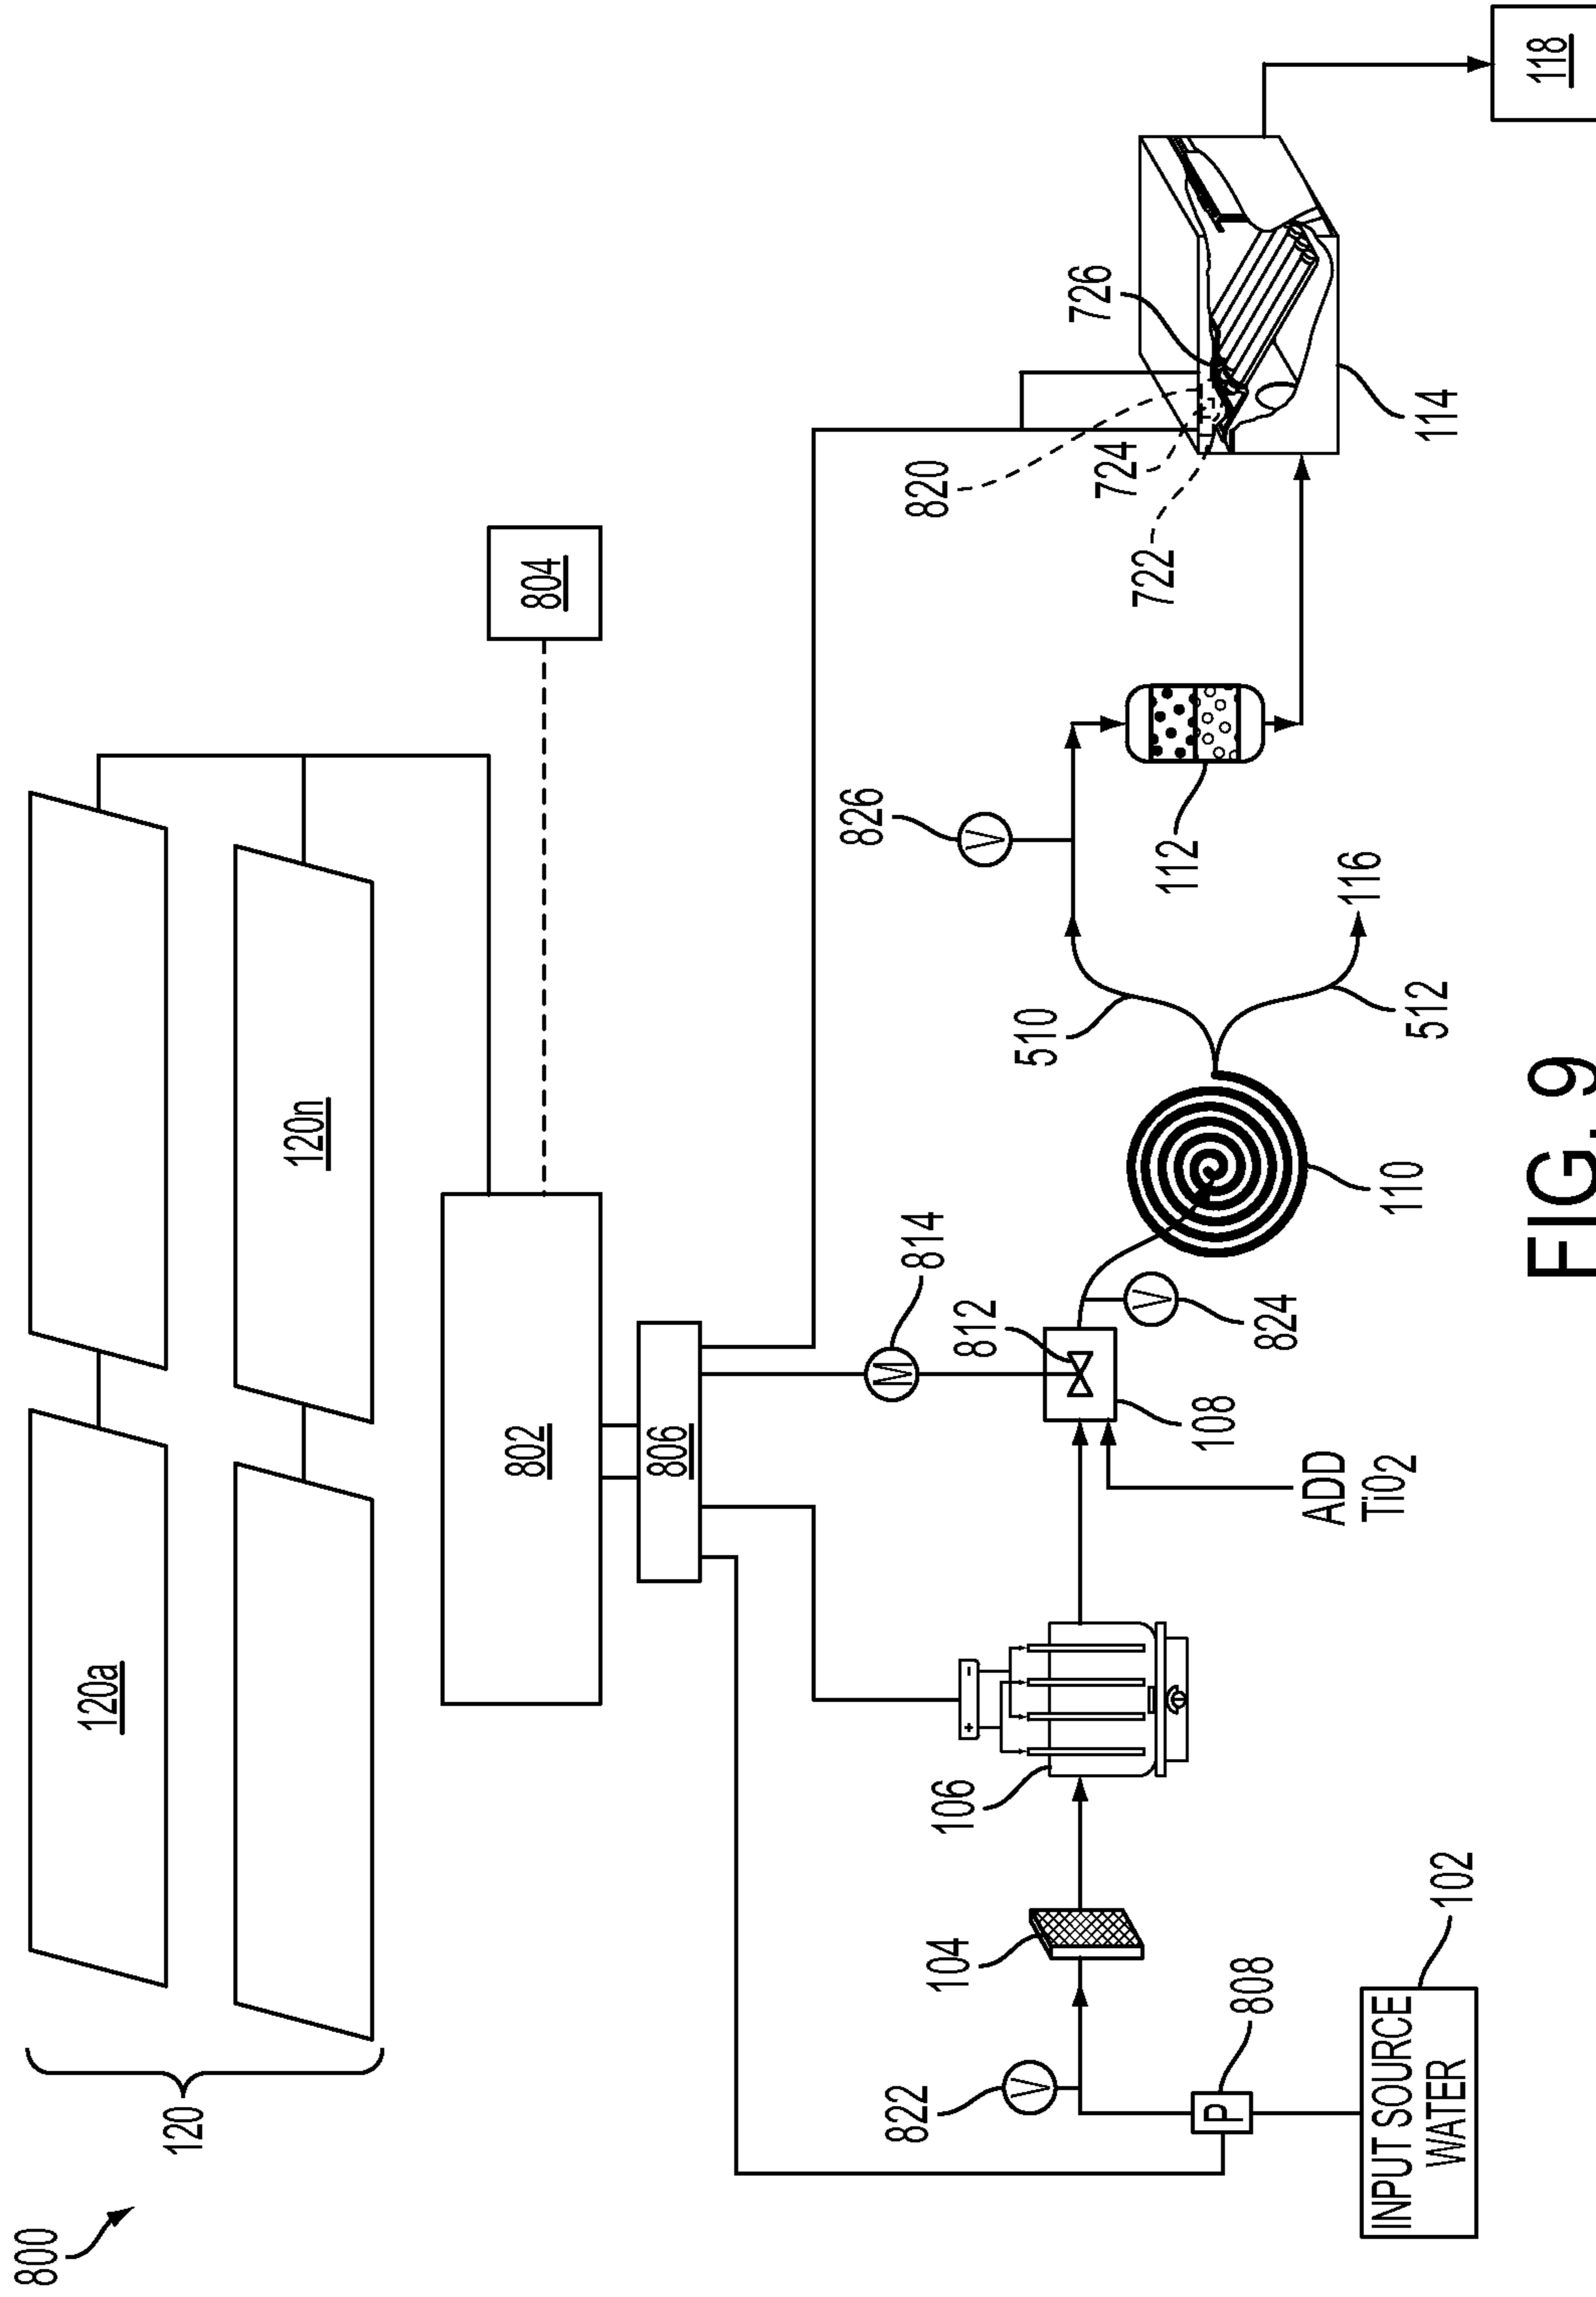 800
120
120a
120n
802
804
806
822
V
104
106
+
-
P
808
INPUT SOURCE
WATER
102
M
814
812
108
ADD
TiO2
V
824
110
510
512
116
V
826
112
820
724
722
726
114
118
FIG. 9